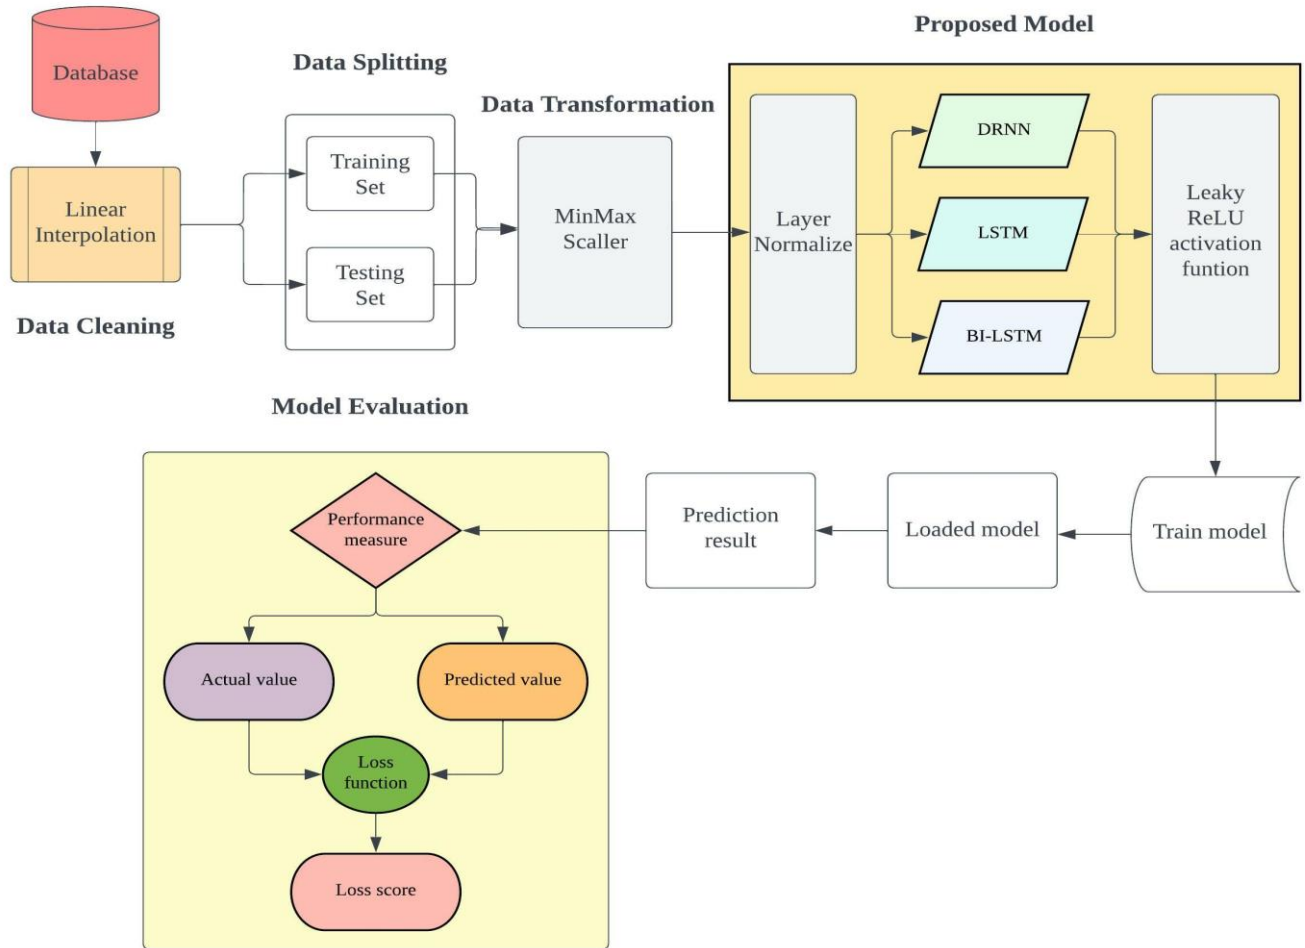 Proposed Model
Database
Data Splitting
Data Transformation
Linear
Interpolation
Data Cleaning
Training
Set
Testing
Set
MinMax
Scaller
Layer
Normalize
DRNN
LSTM
BI-LSTM
Leaky
ReLU
activation
funtion
Model Evaluation
Performance
measure
Prediction
result
Loaded model
Train model
Actual value
Predicted value
Loss
function
Loss score